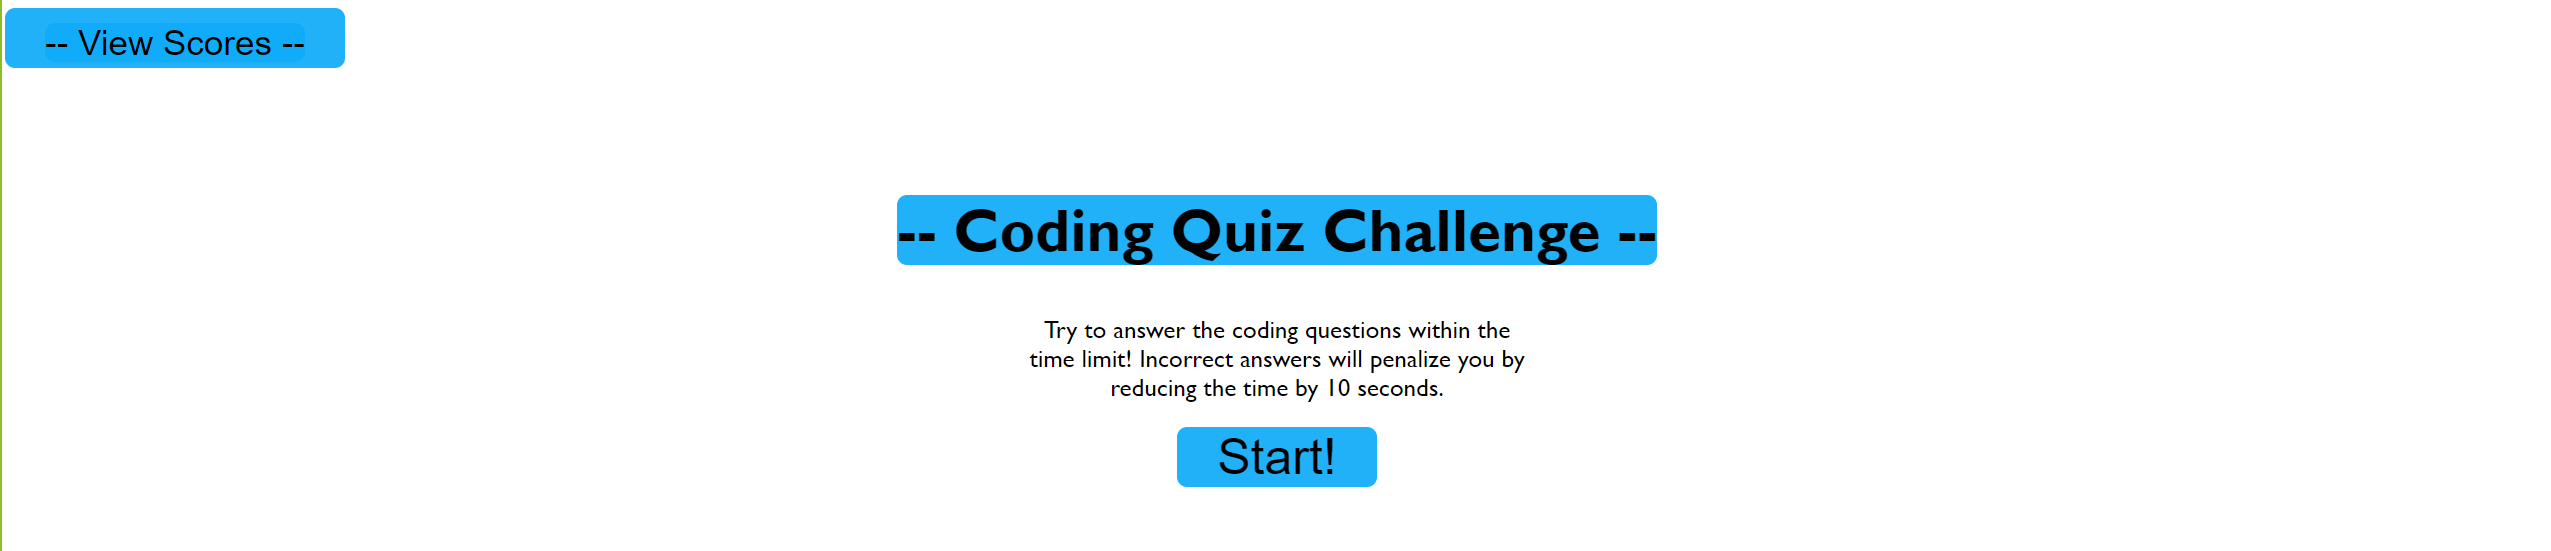 -- View Scores --
-- Coding Quiz Challenge --
Try to answer the coding questions within the
time limit! Incorrect answers will penalize you by
reducing the time by 10 seconds.
Start!